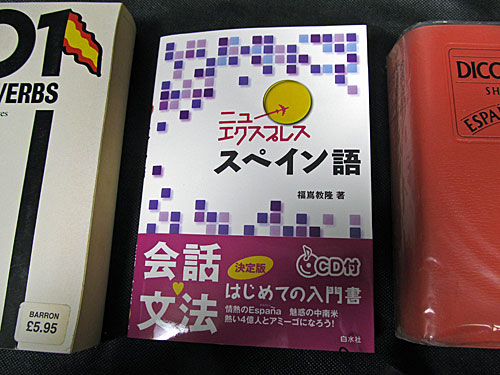 01
VERBS
BARRON
£5.95
ニュー
エクスプレス
スペイン語
福嶌教隆 著
会話
文法
決定版
CD付
はじめての入門書
情熱のEspaña 魅惑の中南米
熱い4億人とアミーゴになろう!
白水社
DICC
SH
ESPA